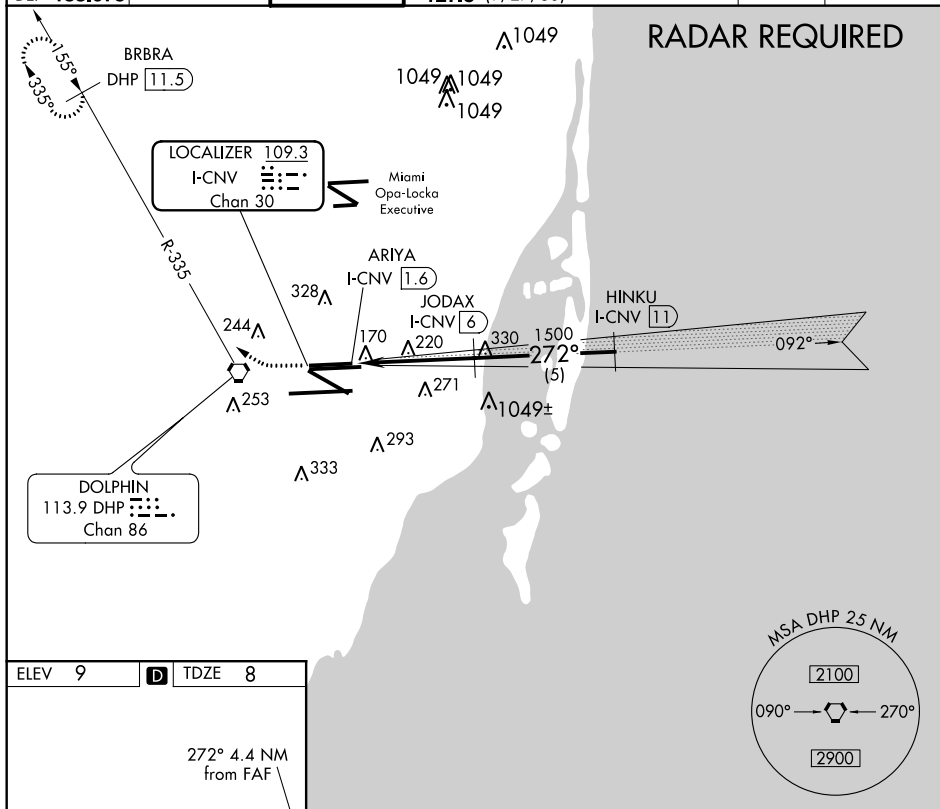 RADAR REQUIRED
1049
1049
1049
1049
BRBRA
DHP 11.5
155°
335°
LOCALIZER 109.3
I-CNV
Chan 30
Miami
Opa-Locka
Executive
R-335
ARIYA
I-CNV 1.6
JODAX
I-CNV 6
HINKU
I-CNV 11
328
244
170
220
330
1500
272°
(5)
092°
253
271
1049±
293
333
DOLPHIN
113.9 DHP
Chan 86
MSA DHP 25 NM
2100
090°
270°
2900
ELEV 9
D
TDZE 8
272° 4.4 NM
from FAF